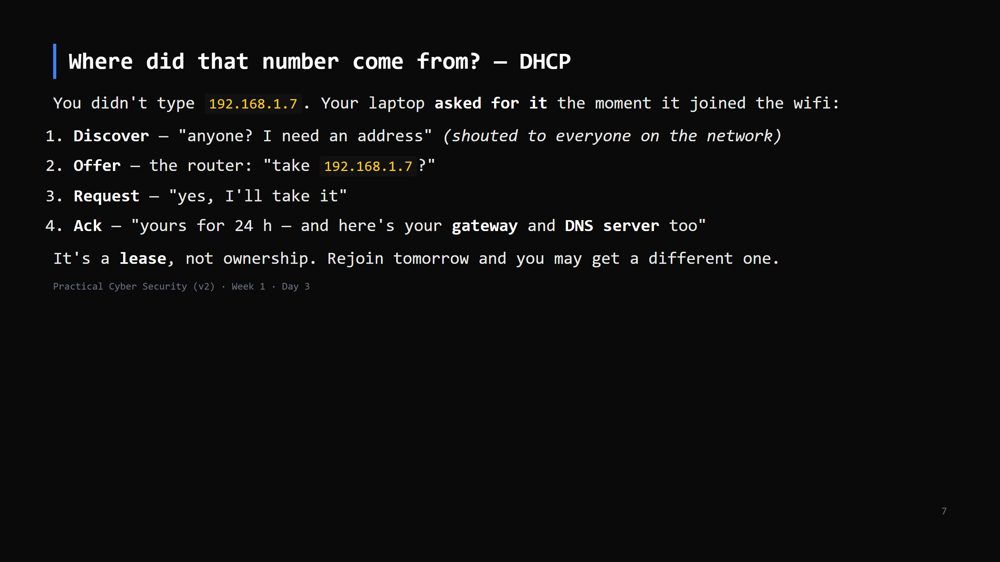 Where did that number come from? — DHCP
You didn't type 192.168.1.7. Your laptop asked for it the moment it joined the wifi:
1. Discover — "anyone? I need an address" (shouted to everyone on the network)
2. Offer — the router: "take 192.168.1.7?"
3. Request — "yes, I'll take it"
4. Ack — "yours for 24 h — and here's your gateway and DNS server too"
It's a lease, not ownership. Rejoin tomorrow and you may get a different one.
Practical Cyber Security (v2) · Week 1 · Day 3
7